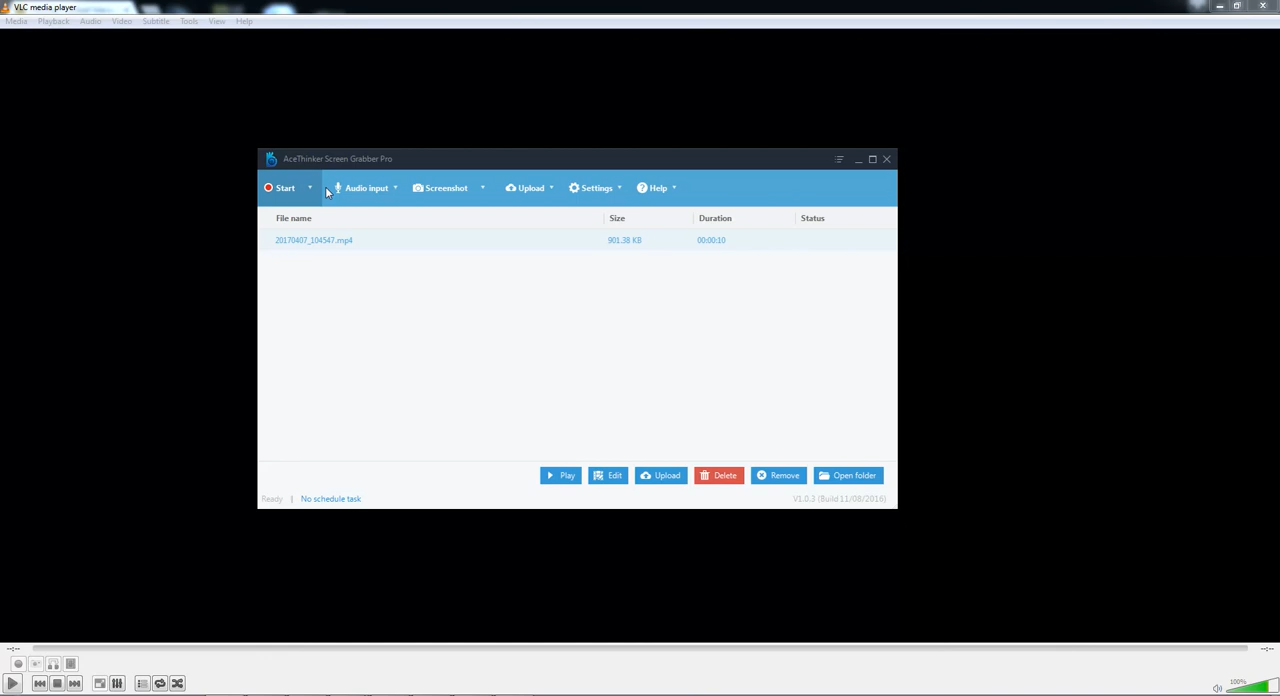 VLC media player
Media Playback Audio Video Subtitle Tools View Help
AceThinker Screen Grabber Pro
Start Audio input Screenshot Upload Settings Help
File name Size Duration Status
20170407_104547.mp4 901.38 KB 00:00:10
Play Edit Upload Delete Remove Open folder
Ready | No schedule task V1.0.3 (Build 11/08/2016)
--:-- --:--
100%